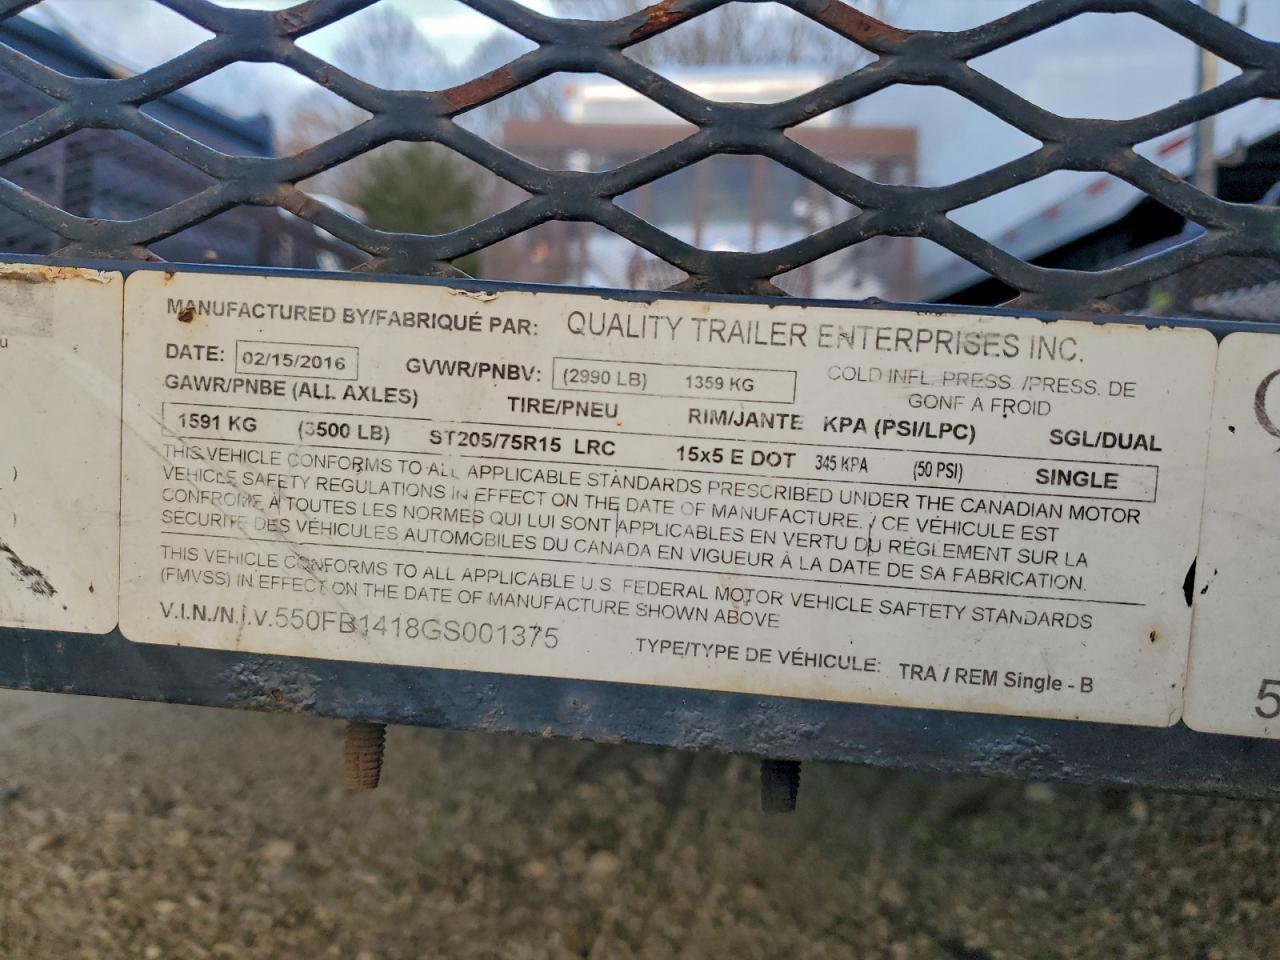 MANUFACTURED BY/FABRIQUÉ PAR: QUALITY TRAILER ENTERPRISES INC.
DATE: 02/15/2016 GVWR/PNBV: (2990 LB) 1359 KG COLD INFL. PRESS. /PRESS. DE
GONF À FROID
GAWR/PNBE (ALL AXLES) TIRE/PNEU RIM/JANTE KPA (PSI/LPC) SGL/DUAL
1591 KG (3500 LB) ST205/75R15 LRC 15x5 E DOT 345 KPA (50 PSI) SINGLE
THIS VEHICLE CONFORMS TO ALL APPLICABLE STANDARDS PRESCRIBED UNDER THE CANADIAN MOTOR
VEHICLE SAFETY REGULATIONS IN EFFECT ON THE DATE OF MANUFACTURE. / CE VÉHICULE EST
CONFROME À TOUTES LES NORMES QUI LUI SONT APPLICABLES EN VERTU DU RÉGLEMENT SUR LA
SÉCURITÉ DES VÉHICULES AUTOMOBILES DU CANADA EN VIGUEUR À LA DATE DE SA FABRICATION.
THIS VEHICLE CONFORMS TO ALL APPLICABLE U.S. FEDERAL MOTOR VEHICLE SAFTETY STANDARDS
(FMVSS) IN EFFECT ON THE DATE OF MANUFACTURE SHOWN ABOVE
V.I.N./N.I.V. 550FB1418GS001375 TYPE/TYPE DE VÉHICULE: TRA / REM Single - B
5